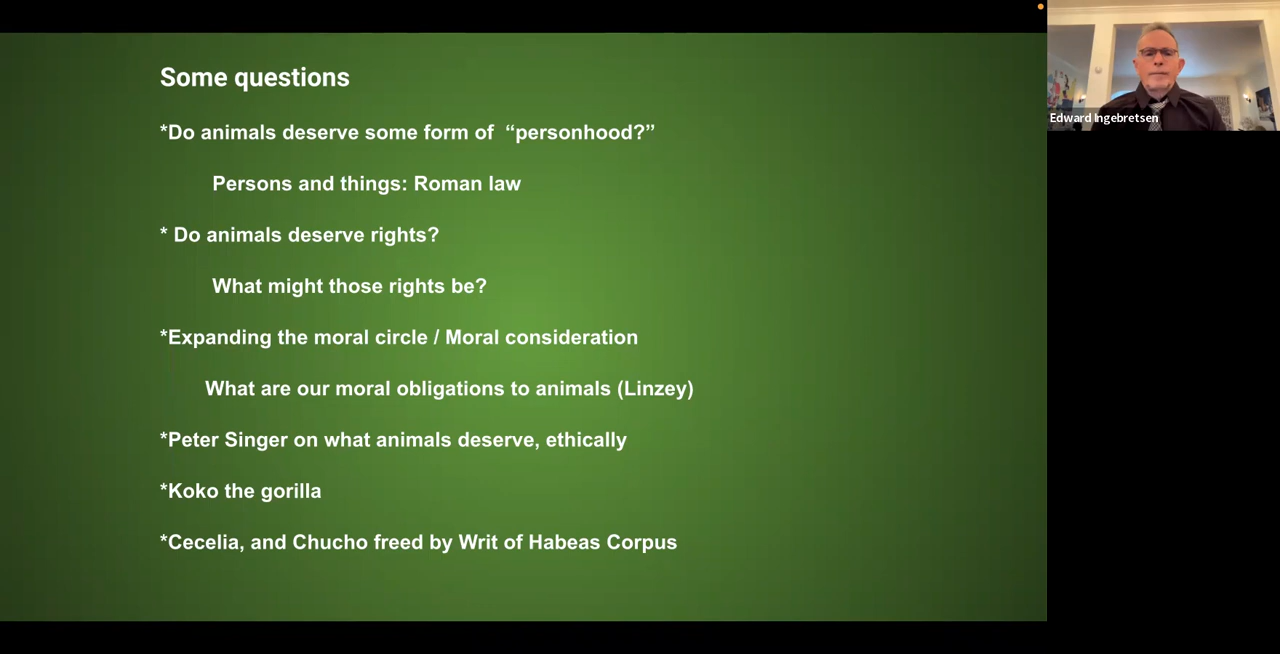 Some questions
*Do animals deserve some form of “personhood?”
Persons and things: Roman law
* Do animals deserve rights?
What might those rights be?
*Expanding the moral circle / Moral consideration
What are our moral obligations to animals (Linzey)
*Peter Singer on what animals deserve, ethically
*Koko the gorilla
*Cecelia, and Chucho freed by Writ of Habeas Corpus
Edward Ingebretsen